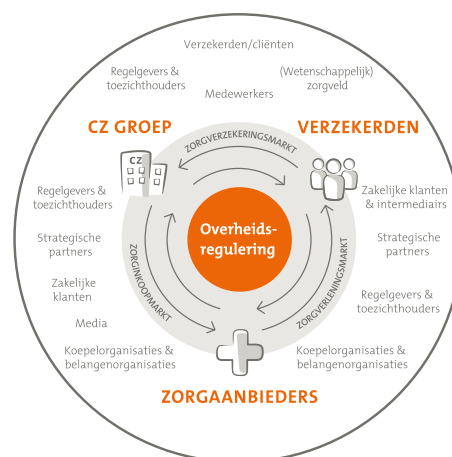 Verzekerden/cliënten
Regelgevers &
toezichthouders
(Wetenschappelijk)
zorgveld
Medewerkers
CZ GROEP
ZORGVERZEKERINGSMARKT
VERZEKERDEN
CZ
Regelgevers &
toezichthouders
Zakelijke klanten
& intermediairs
Overheids-
regulering
Strategische
partners
Strategische
partners
ZORGINKOOPMARKT
ZORGVERLENINGSMARKT
Zakelijke
klanten
Regelgevers &
toezichthouders
Media
Koepelorganisaties &
belangenorganisaties
Koepelorganisaties &
belangenorganisaties
ZORGAANBIEDERS